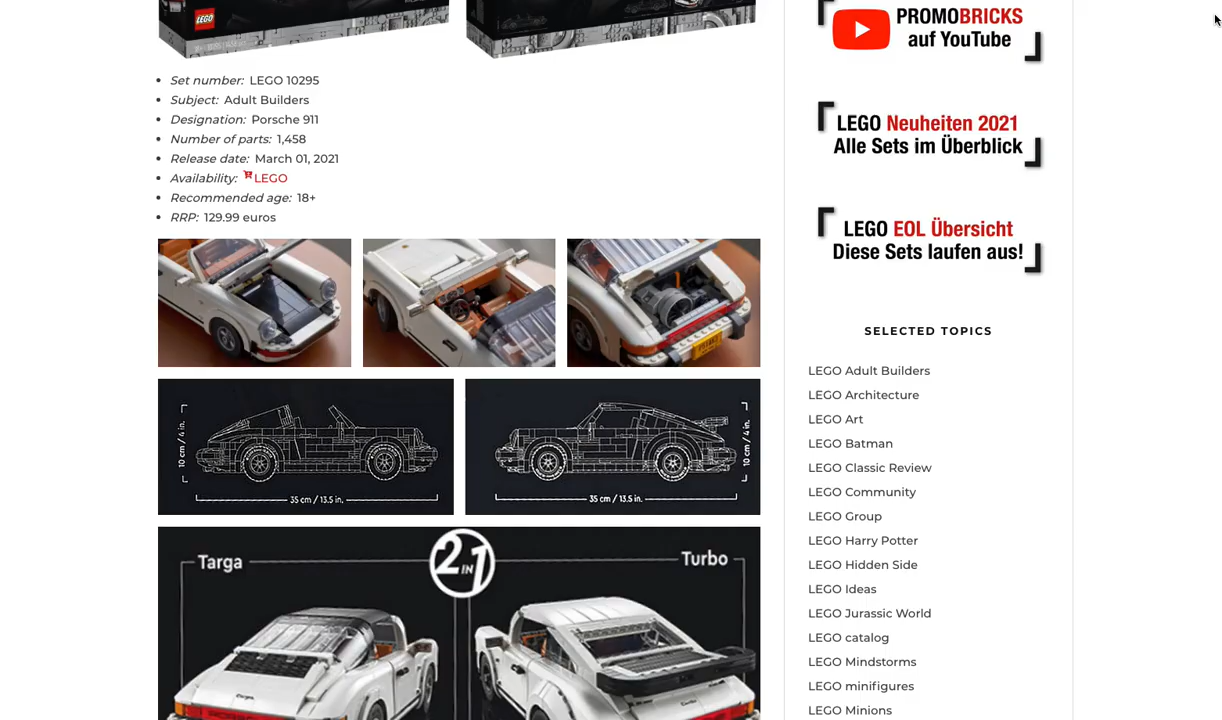 LEGO
Set number: LEGO 10295
Subject: Adult Builders
Designation: Porsche 911
Number of parts: 1,458
Release date: March 01, 2021
Availability: LEGO
Recommended age: 18+
RRP: 129.99 euros
10 cm / 4 in.
35 cm / 13.5 in.
10 cm / 4 in.
35 cm / 13.5 in.
Targa
2 IN 1
Turbo
PROMOBRICKS
auf YouTube
LEGO Neuheiten 2021
Alle Sets im Überblick
LEGO EOL Übersicht
Diese Sets laufen aus!
SELECTED TOPICS
LEGO Adult Builders
LEGO Architecture
LEGO Art
LEGO Batman
LEGO Classic Review
LEGO Community
LEGO Group
LEGO Harry Potter
LEGO Hidden Side
LEGO Ideas
LEGO Jurassic World
LEGO catalog
LEGO Mindstorms
LEGO minifigures
LEGO Minions